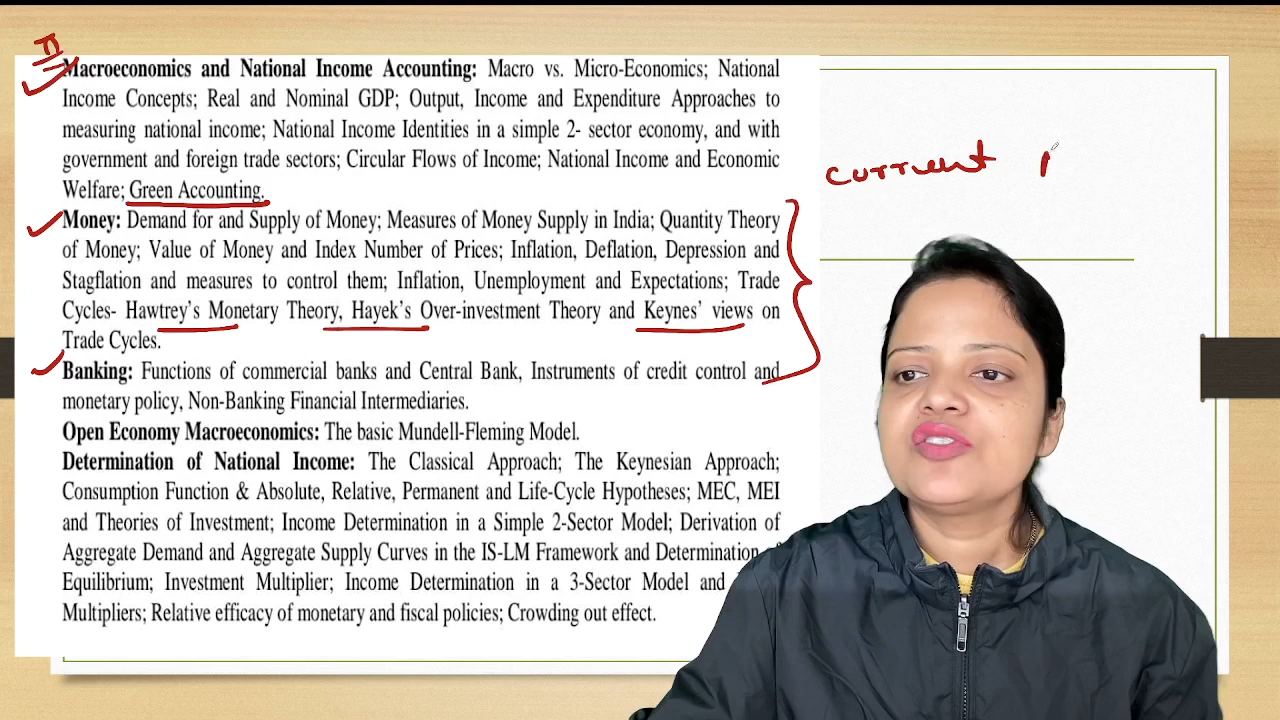 Macroeconomics and National Income Accounting: Macro vs. Micro-Economics; National
Income Concepts; Real and Nominal GDP; Output, Income and Expenditure Approaches to
measuring national income; National Income Identities in a simple 2- sector economy, and with
government and foreign trade sectors; Circular Flows of Income; National Income and Economic
Welfare; Green Accounting.
Money: Demand for and Supply of Money; Measures of Money Supply in India; Quantity Theory
of Money; Value of Money and Index Number of Prices; Inflation, Deflation, Depression and
Stagflation and measures to control them; Inflation, Unemployment and Expectations; Trade
Cycles- Hawtrey's Monetary Theory, Hayek's Over-investment Theory and Keynes' views on
Trade Cycles.
Banking: Functions of commercial banks and Central Bank, Instruments of credit control and
monetary policy, Non-Banking Financial Intermediaries.
Open Economy Macroeconomics: The basic Mundell-Fleming Model.
Determination of National Income: The Classical Approach; The Keynesian Approach;
Consumption Function & Absolute, Relative, Permanent and Life-Cycle Hypotheses; MEC, MEI
and Theories of Investment; Income Determination in a Simple 2-Sector Model; Derivation of
Aggregate Demand and Aggregate Supply Curves in the IS-LM Framework and Determination
Equilibrium; Investment Multiplier; Income Determination in a 3-Sector Model and
Multipliers; Relative efficacy of monetary and fiscal policies; Crowding out effect.
current